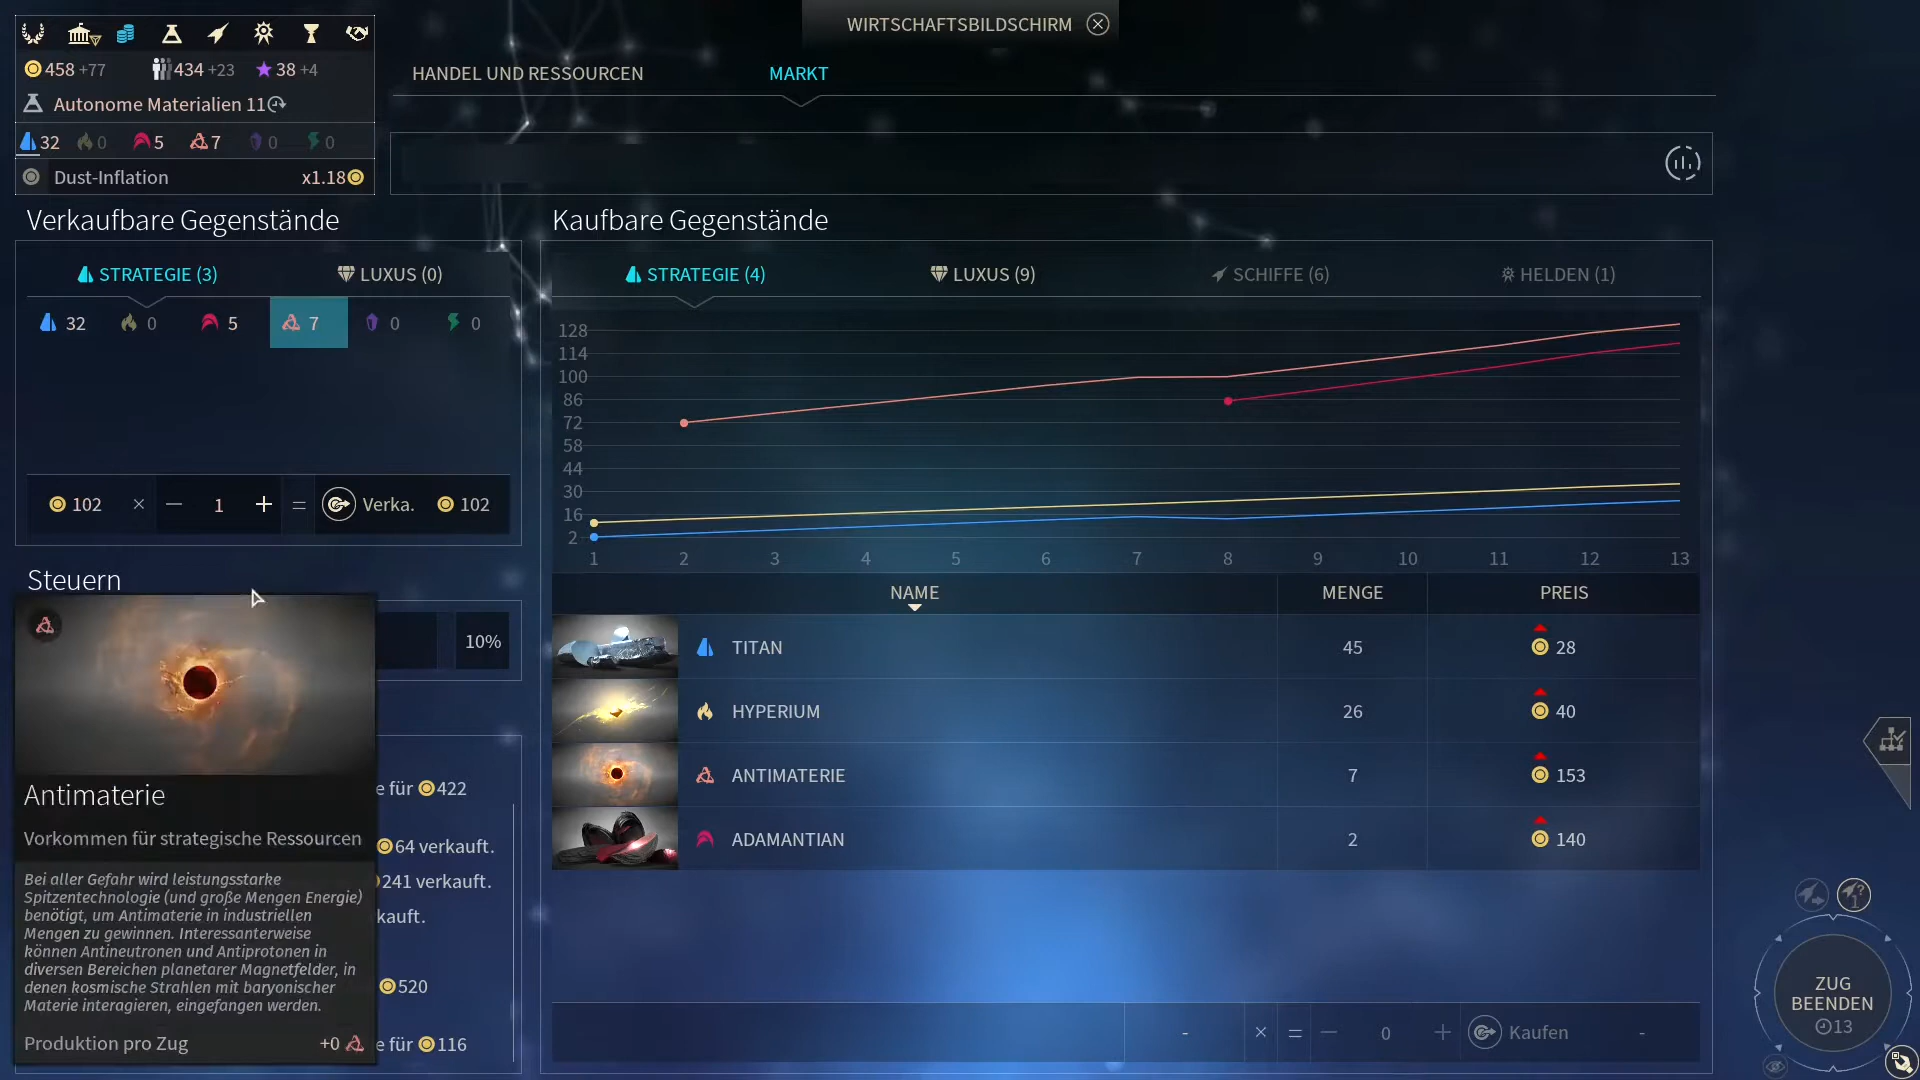 WIRTSCHAFTSBILDSCHIRM
458 +77 434 +23 38 +4
Autonome Materialien 11
32 0 5 7 0 0
Dust-Inflation x1.18
HANDEL UND RESSOURCEN MARKT
Verkaufbare Gegenstände
STRATEGIE (3) LUXUS (0)
32 0 5 7 0 0
102 × — 1 + = Verka. 102
Steuern
10%
Antimaterie
Vorkommen für strategische Ressourcen
Bei aller Gefahr wird leistungsstarke
Spitzentechnologie (und große Mengen Energie)
benötigt, um Antimaterie in industriellen
Mengen zu gewinnen. Interessanterweise
können Antineutronen und Antiprotonen in
diversen Bereichen planetarer Magnetfelder, in
denen kosmische Strahlen mit baryonischer
Materie interagieren, eingefangen werden.
Produktion pro Zug +0
e für 422
64 verkauft.
241 verkauft.
kauft.
520
e für 116
Kaufbare Gegenstände
STRATEGIE (4) LUXUS (9) SCHIFFE (6) HELDEN (1)
128
114
100
86
72
58
44
30
16
2
1 2 3 4 5 6 7 8 9 10 11 12 13
NAME MENGE PREIS
TITAN 45 28
HYPERIUM 26 40
ANTIMATERIE 7 153
ADAMANTIAN 2 140
- × = — 0 + Kaufen -
? 1
ZUG
BEENDEN
13